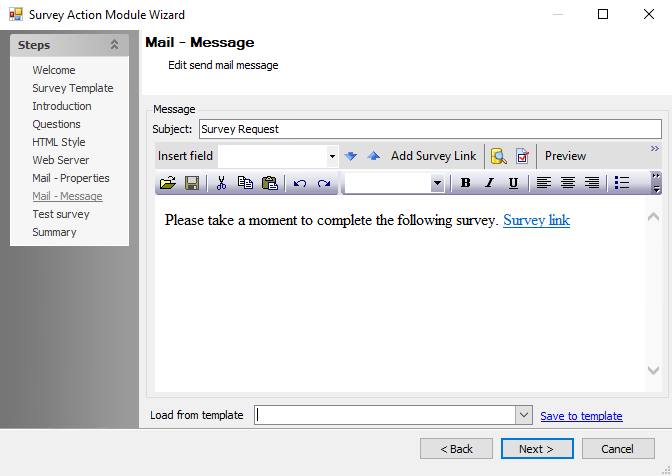 Survey Action Module Wizard
Steps
Welcome
Survey Template
Introduction
Questions
HTML Style
Web Server
Mail - Properties
Mail - Message
Test survey
Summary
Mail - Message
Edit send mail message
Message
Subject: Survey Request
Insert field Add Survey Link Preview
B I U
Please take a moment to complete the following survey. Survey link
Load from template Save to template
< Back Next > Cancel